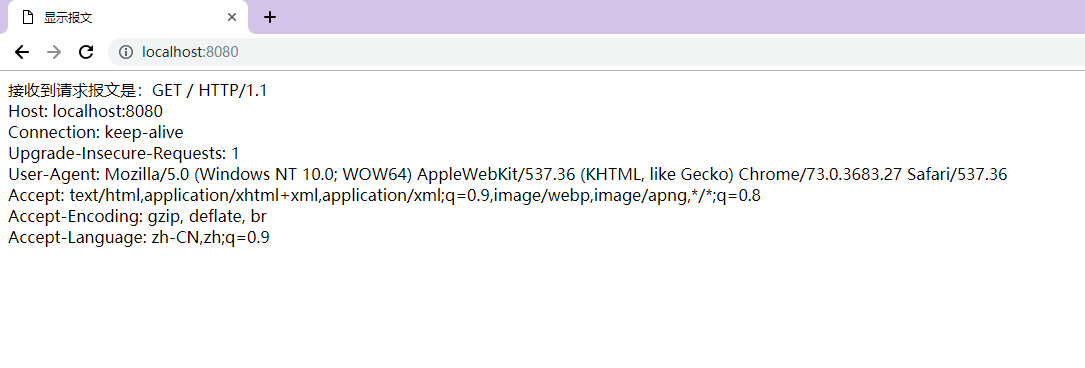 显示报文
localhost:8080
接收到请求报文是：GET / HTTP/1.1
Host: localhost:8080
Connection: keep-alive
Upgrade-Insecure-Requests: 1
User-Agent: Mozilla/5.0 (Windows NT 10.0; WOW64) AppleWebKit/537.36 (KHTML, like Gecko) Chrome/73.0.3683.27 Safari/537.36
Accept: text/html,application/xhtml+xml,application/xml;q=0.9,image/webp,image/apng,*/*;q=0.8
Accept-Encoding: gzip, deflate, br
Accept-Language: zh-CN,zh;q=0.9